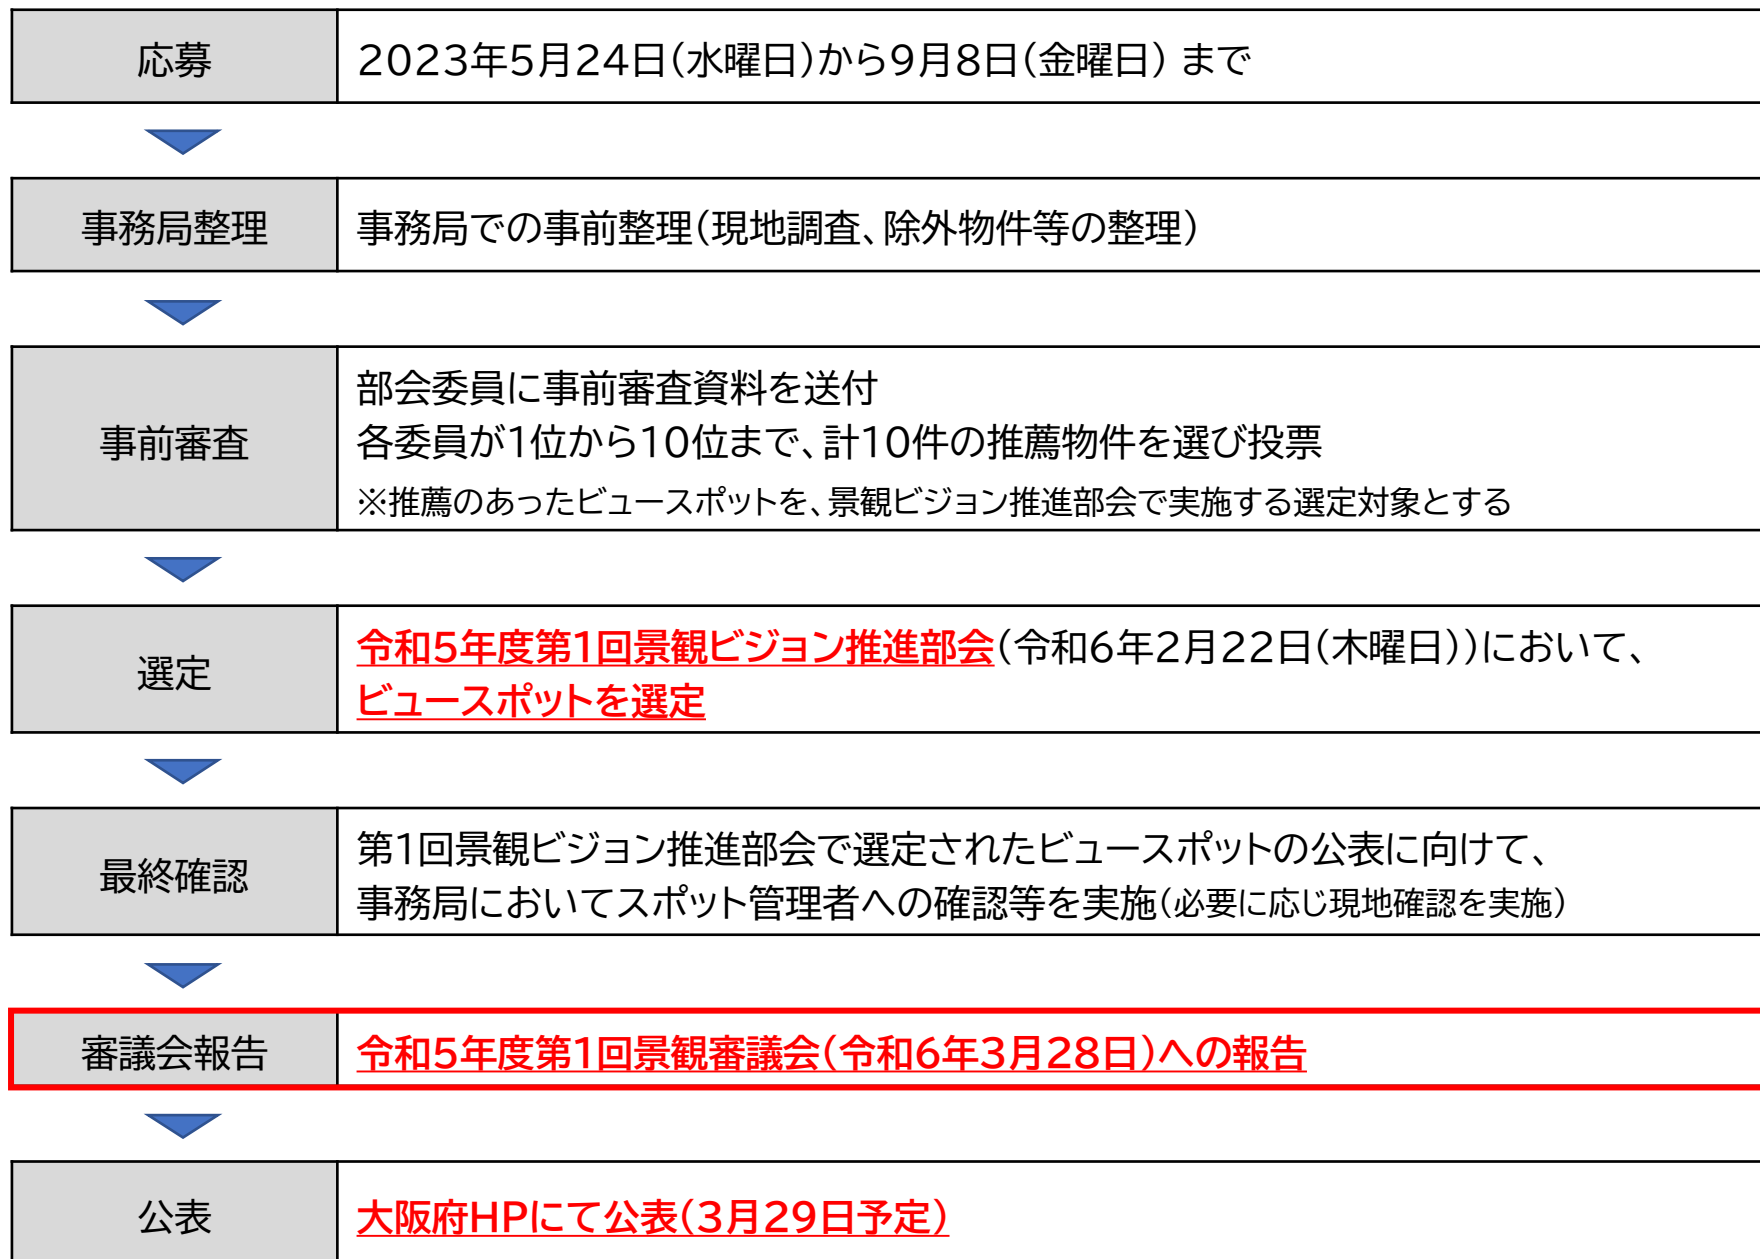 応募
2023年5月24日(水曜日)から9月8日(金曜日) まで
事務局整理
事務局での事前整理(現地調査、除外物件等の整理)
事前審査
部会委員に事前審査資料を送付
各委員が1位から10位まで、計10件の推薦物件を選び投票
※推薦のあったビュースポットを、景観ビジョン推進部会で実施する選定対象とする
選定
令和5年度第1回景観ビジョン推進部会(令和6年2月22日(木曜日))において、
ビュースポットを選定
最終確認
第1回景観ビジョン推進部会で選定されたビュースポットの公表に向けて、
事務局においてスポット管理者への確認等を実施(必要に応じ現地確認を実施)
審議会報告
令和5年度第1回景観審議会(令和6年3月28日)への報告
公表
大阪府HPにて公表(3月29日予定)